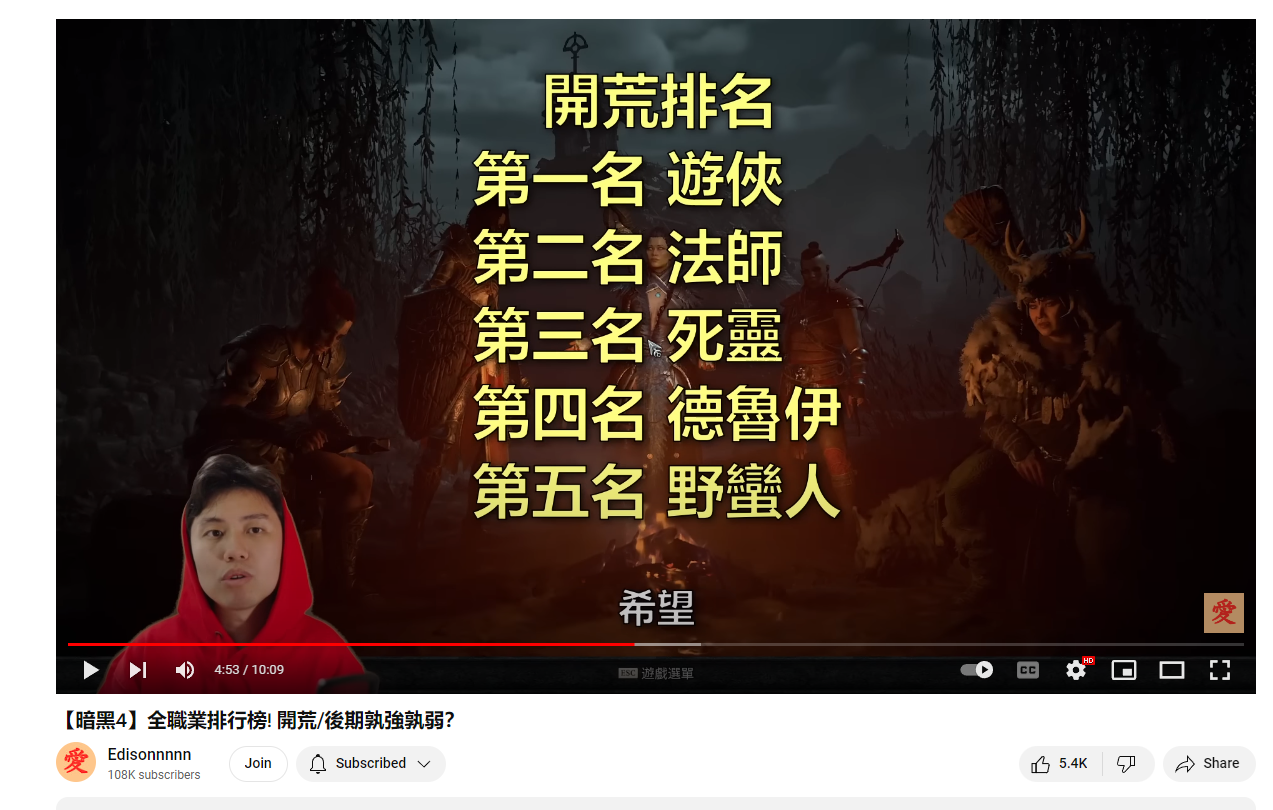 開荒排名
第一名 遊俠
第二名 法師
第三名 死靈
第四名 德魯伊
第五名 野蠻人
希望
愛
4:53 / 10:09
ESC 遊戲選單
CC
HD
【暗黑4】全職業排行榜! 開荒/後期孰強孰弱?
愛
Edisonnnnn
108K subscribers
Join
Subscribed
5.4K
Share